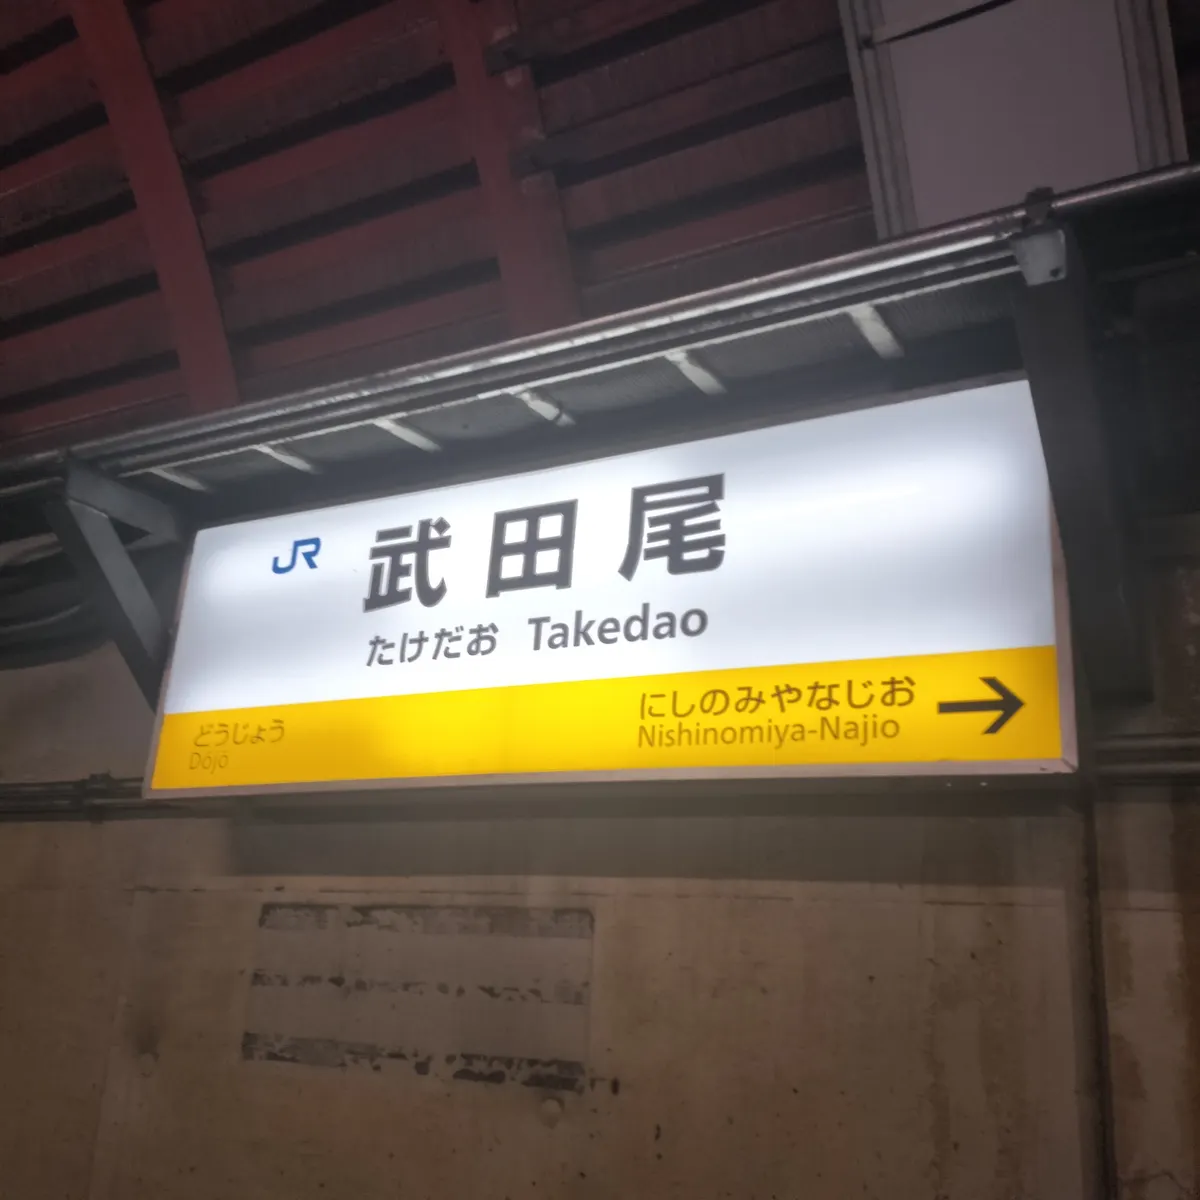 JR 武田尾
たけだお Takedao
どうじょう
Dōjō
にしのみやなじお →
Nishinomiya-Najio